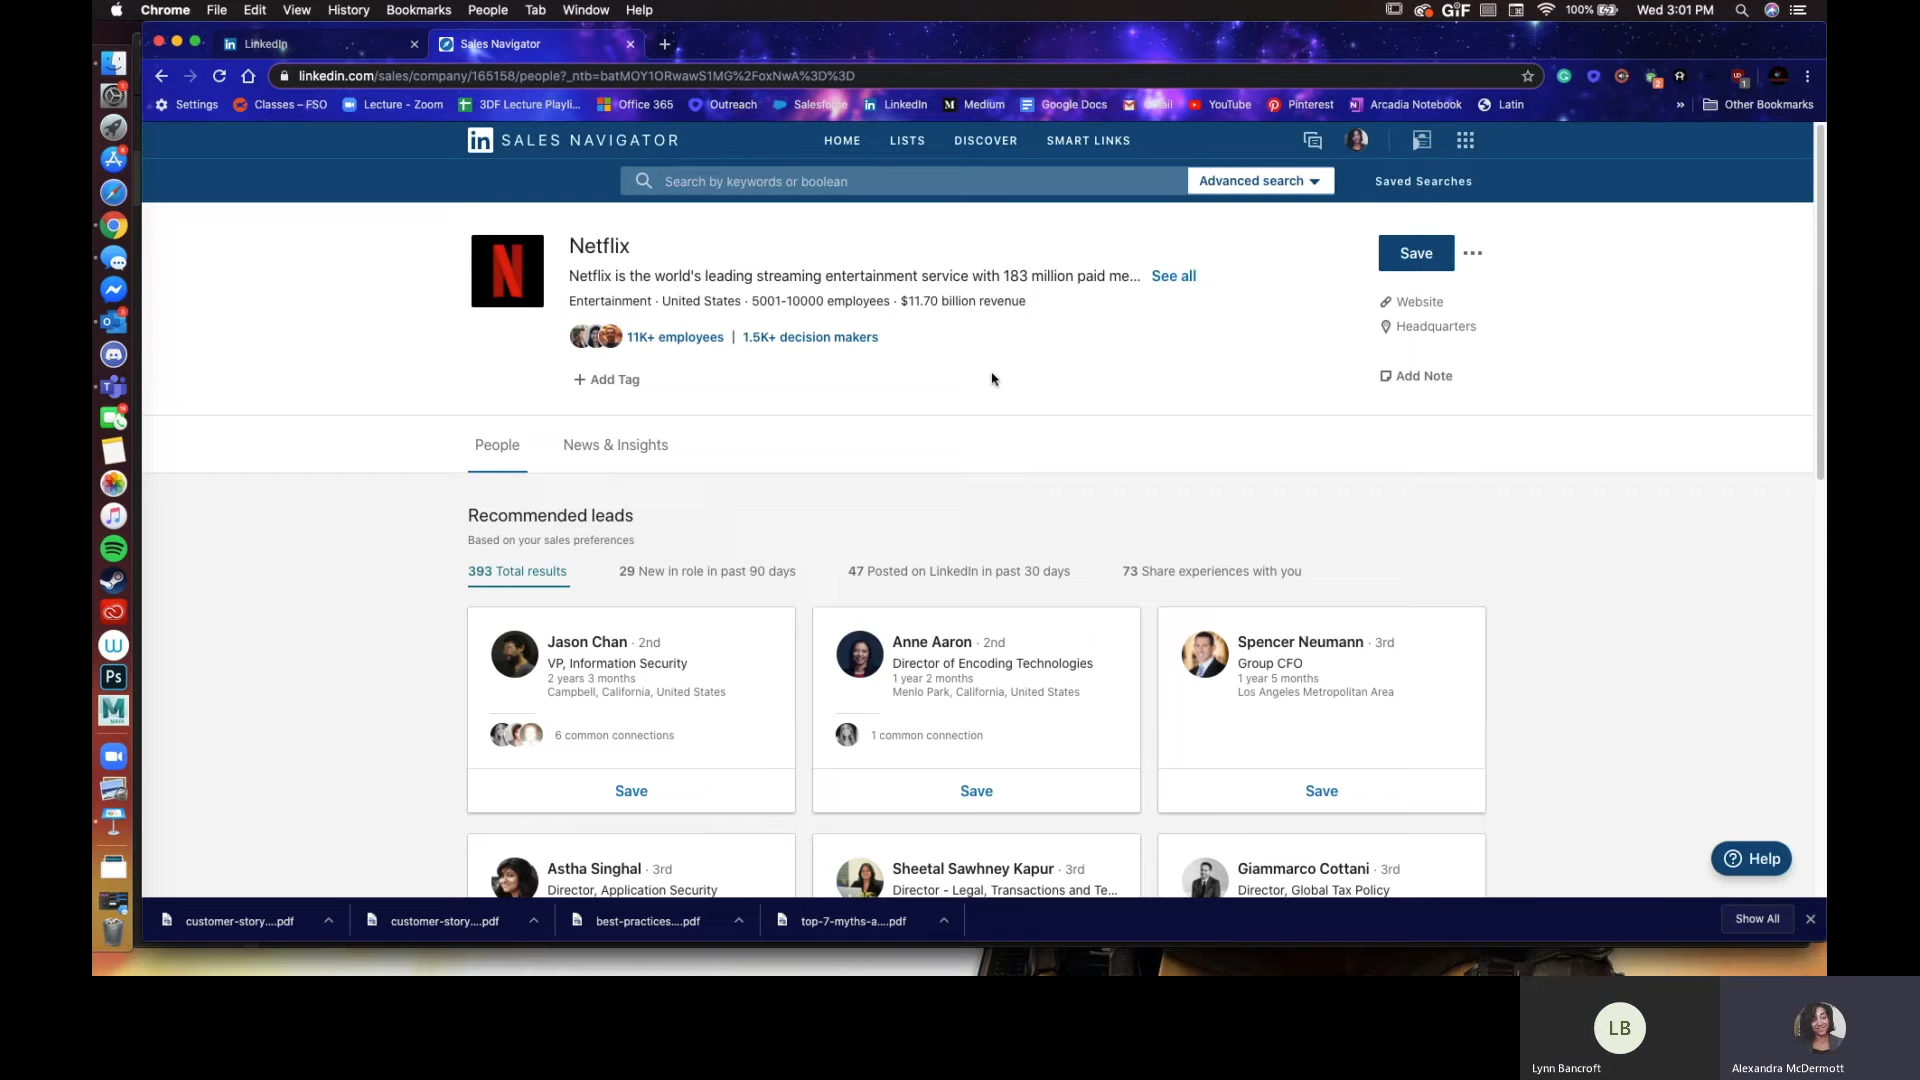 Chrome File Edit View History Bookmarks People Tab Window Help
GIF 100% Wed 3:01 PM
LinkedIn
Sales Navigator
linkedin.com/sales/company/165158/people?_ntb=batMOY1ORwawS1MG%2FoxNwA%3D%3D
Settings Classes – FSO Lecture - Zoom 3DF Lecture Playli... Office 365 Outreach Salesforce LinkedIn Medium Google Docs Gmail YouTube Pinterest Arcadia Notebook Latin » Other Bookmarks
in SALES NAVIGATOR HOME LISTS DISCOVER SMART LINKS
Search by keywords or boolean Advanced search Saved Searches
N
Netflix
Save
Netflix is the world's leading streaming entertainment service with 183 million paid me... See all
Entertainment · United States · 5001-10000 employees · $11.70 billion revenue
Website
Headquarters
11K+ employees | 1.5K+ decision makers
+ Add Tag
Add Note
People News & Insights
Recommended leads
Based on your sales preferences
393 Total results 29 New in role in past 90 days 47 Posted on LinkedIn in past 30 days 73 Share experiences with you
Jason Chan · 2nd
VP, Information Security
2 years 3 months
Campbell, California, United States
6 common connections
Save
Anne Aaron · 2nd
Director of Encoding Technologies
1 year 2 months
Menlo Park, California, United States
1 common connection
Save
Spencer Neumann · 3rd
Group CFO
1 year 5 months
Los Angeles Metropolitan Area
Save
Astha Singhal · 3rd
Director, Application Security
Sheetal Sawhney Kapur · 3rd
Director - Legal, Transactions and Te...
Giammarco Cottani · 3rd
Director, Global Tax Policy
Help
customer-story....pdf customer-story....pdf best-practices....pdf top-7-myths-a....pdf Show All
Ps
MAYA
LB
Lynn Bancroft
Alexandra McDermott